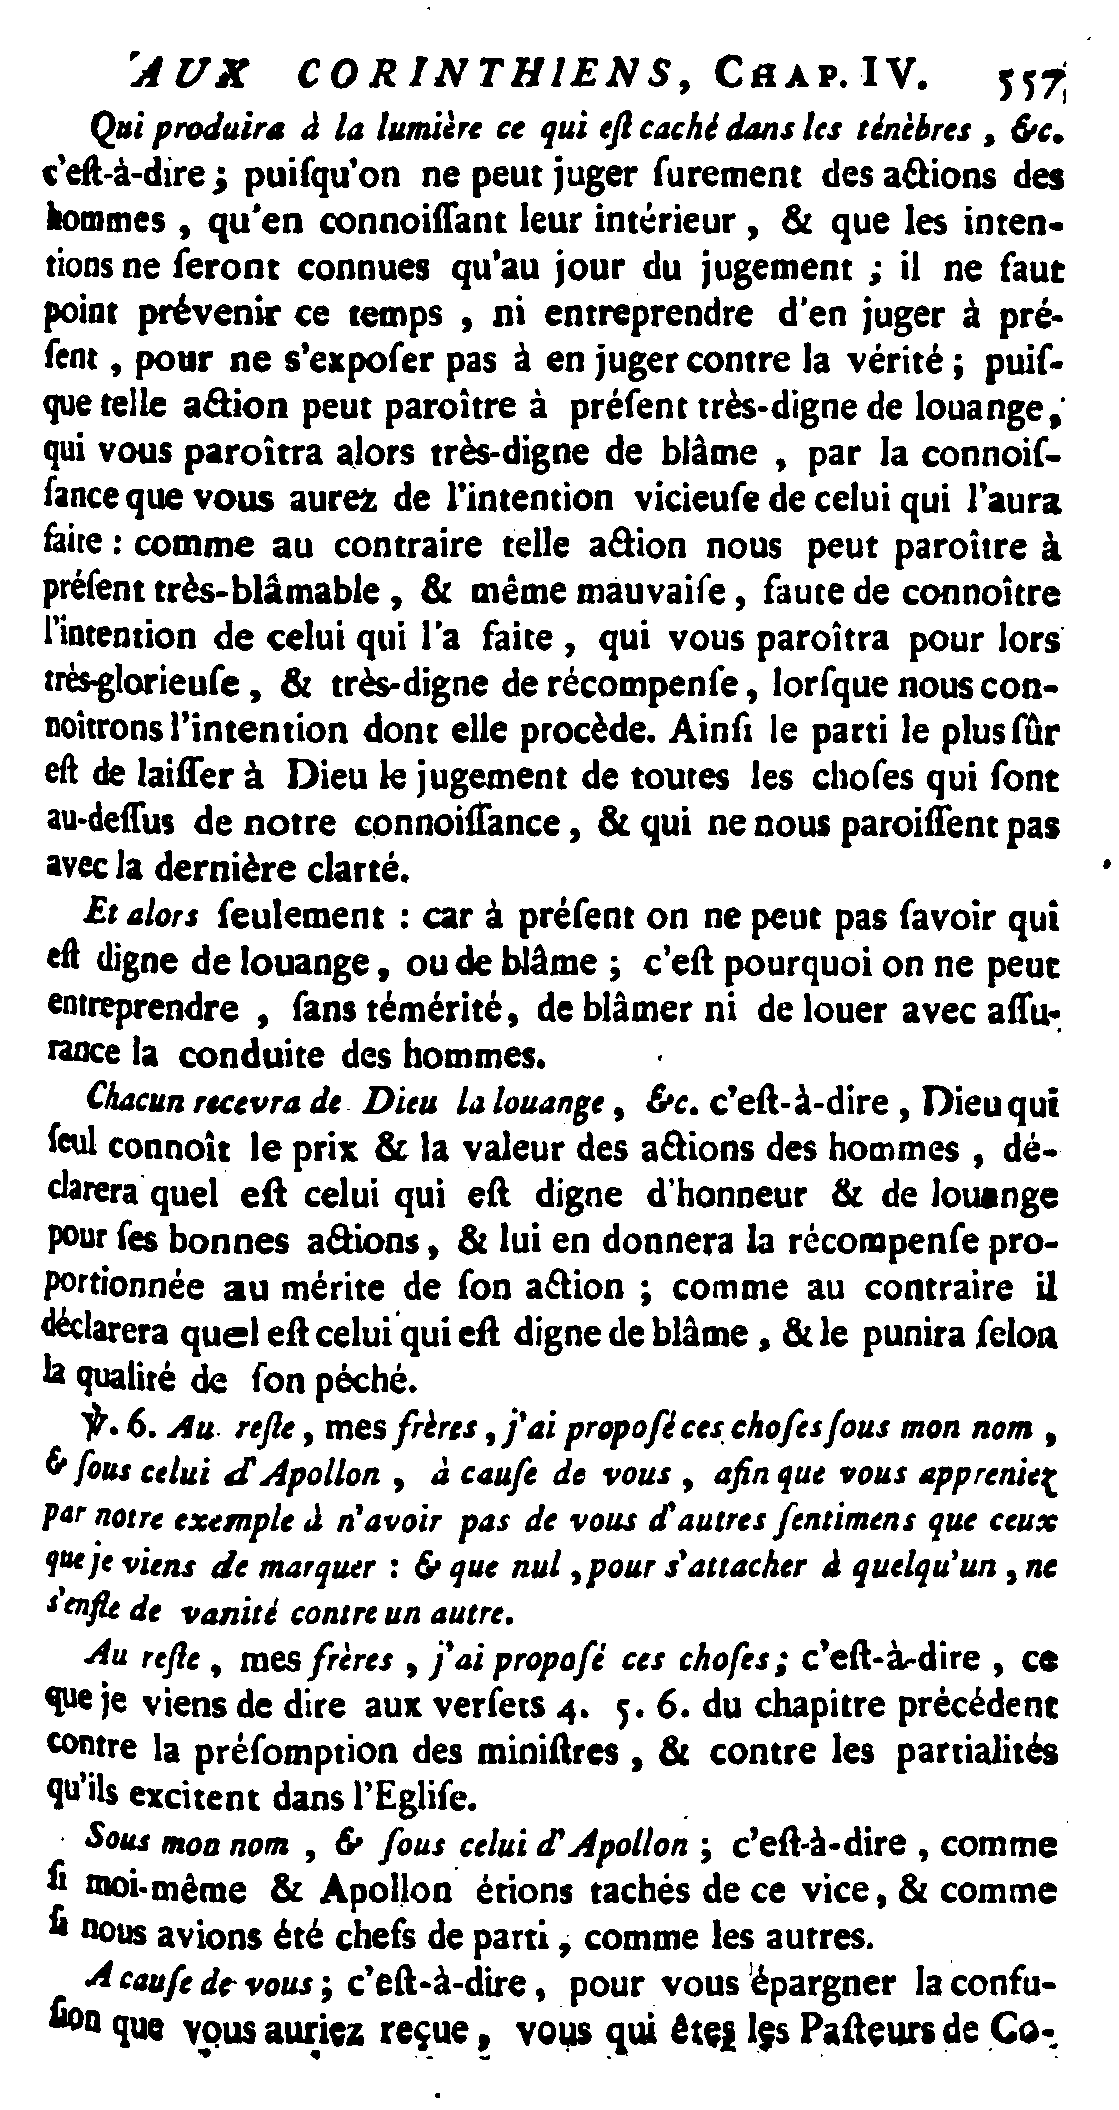 AUX CORINTHIENS, CHAP. IV. 557
Qui produira à la lumière ce qui eſt caché dans les ténèbres, &c.
c'eſt-à-dire; puiſqu'on ne peut juger ſurement des actions des
hommes, qu'en connoiſſant leur intérieur, & que les inten-
tions ne ſeront connues qu'au jour du jugement; il ne faut
point prévenir ce temps, ni entreprendre d'en juger à pré-
ſent, pour ne s'expoſer pas à en juger contre la vérité; puiſ-
que telle action peut paroître à préſent très-digne de louange,
qui vous paroîtra alors très-digne de blâme, par la connoiſ-
ſance que vous aurez de l'intention vicieuſe de celui qui l'aura
faite: comme au contraire telle action nous peut paroître à
préſent très-blâmable, & même mauvaiſe, faute de connoître
l'intention de celui qui l'a faite, qui vous paroîtra pour lors
très-glorieuſe, & très-digne de récompenſe, lorſque nous con-
noitrons l'intention dont elle procède. Ainſi le parti le plus ſûr
eſt de laiſſer à Dieu le jugement de toutes les choſes qui ſont
au-deſſus de notre connoiſſance, & qui ne nous paroiſſent pas
avec la dernière clarté.
Et alors ſeulement: car à préſent on ne peut pas ſavoir qui
eſt digne de louange, ou de blâme; c'eſt pourquoi on ne peut
entreprendre, ſans témérité, de blâmer ni de louer avec aſſu-
rance la conduite des hommes.
Chacun recevra de Dieu la louange, &c. c'eſt-à-dire, Dieu qui
ſeul connoît le prix & la valeur des actions des hommes, dé-
clarera quel eſt celui qui eſt digne d'honneur & de louange
pour ſes bonnes actions, & lui en donnera la récompenſe pro-
portionnée au mérite de ſon action; comme au contraire il
déclarera quel eſt celui qui eſt digne de blâme, & le punira ſelon
la qualité de ſon péché.
℣. 6. Au reſte, mes frères, j'ai propoſé ces choſes ſous mon nom,
& ſous celui d'Apollon, à cauſe de vous, afin que vous appreniez
par notre exemple à n'avoir pas de vous d'autres ſentimens que ceux
que je viens de marquer: & que nul, pour s'attacher à quelqu'un, ne
s'enfle de vanité contre un autre.
Au reſte, mes frères, j'ai propoſé ces choſes; c'eſt-à-dire, ce
que je viens de dire aux verſets 4. 5. 6. du chapitre précédent
contre la préſomption des miniſtres, & contre les partialités
qu'ils excitent dans l'Egliſe.
Sous mon nom, & ſous celui d'Apollon; c'eſt-à-dire, comme
ſi moi-même & Apollon étions tachés de ce vice, & comme
ſi nous avions été chefs de parti, comme les autres.
A cauſe de vous; c'eſt-à-dire, pour vous épargner la confu-
ſion que vous auriez reçue, vous qui êtes les Paſteurs de Co-